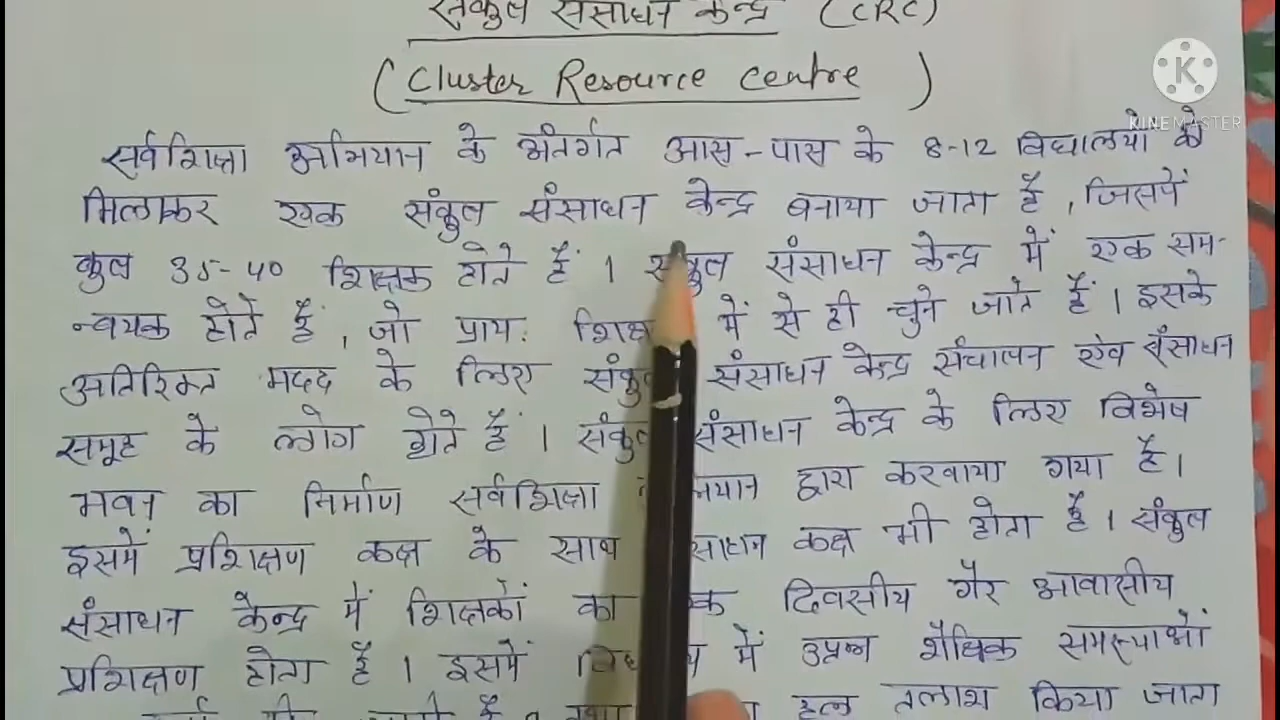 संकुल संसाधन केन्द्र (CRC)
(Cluster Resource Centre)
K
KINEMASTER
सर्वशिक्षा अभियान के अंतर्गत आस-पास के 8-12 विद्यालयों को
मिलाकर एक संकुल संसाधन केन्द्र बनाया जाता है, जिसमें
कुल 35-40 शिक्षक होते हैं। संकुल संसाधन केन्द्र में एक सम-
न्वयक होते हैं, जो प्राय: में से ही चुने जाते हैं। इसके
अतिरिक्त मदद के लिए संकुल संसाधन केन्द्र संचालन एंव संसाधन
समूह के लोग होते हैं। संकुल संसाधन केन्द्र के लिए विशेष
भवन का निर्माण सर्वशिक्षा द्वारा करवाया गया है।
इसमें प्रशिक्षण कक्ष के साथ कक्ष भी होता है। संकुल
संसाधन केन्द्र में शिक्षकों का दिवसीय गैर आवासीय
प्रशिक्षण होता है। इसमें में उत्पन्न शैक्षिक समस्याओं
हल तलाश किया जाता